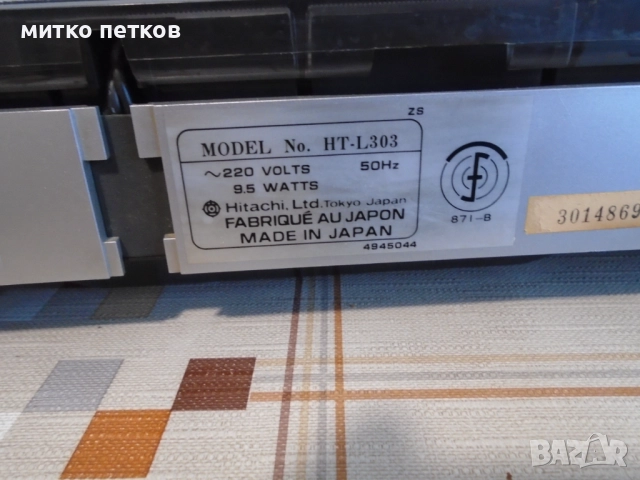 митко петков
ZS
MODEL No. HT-L303
~220 VOLTS 50Hz
9.5 WATTS
Hitachi, Ltd. Tokyo Japan
FABRIQUÉ AU JAPON
MADE IN JAPAN
4945044
871-B
3014869
BAZAR